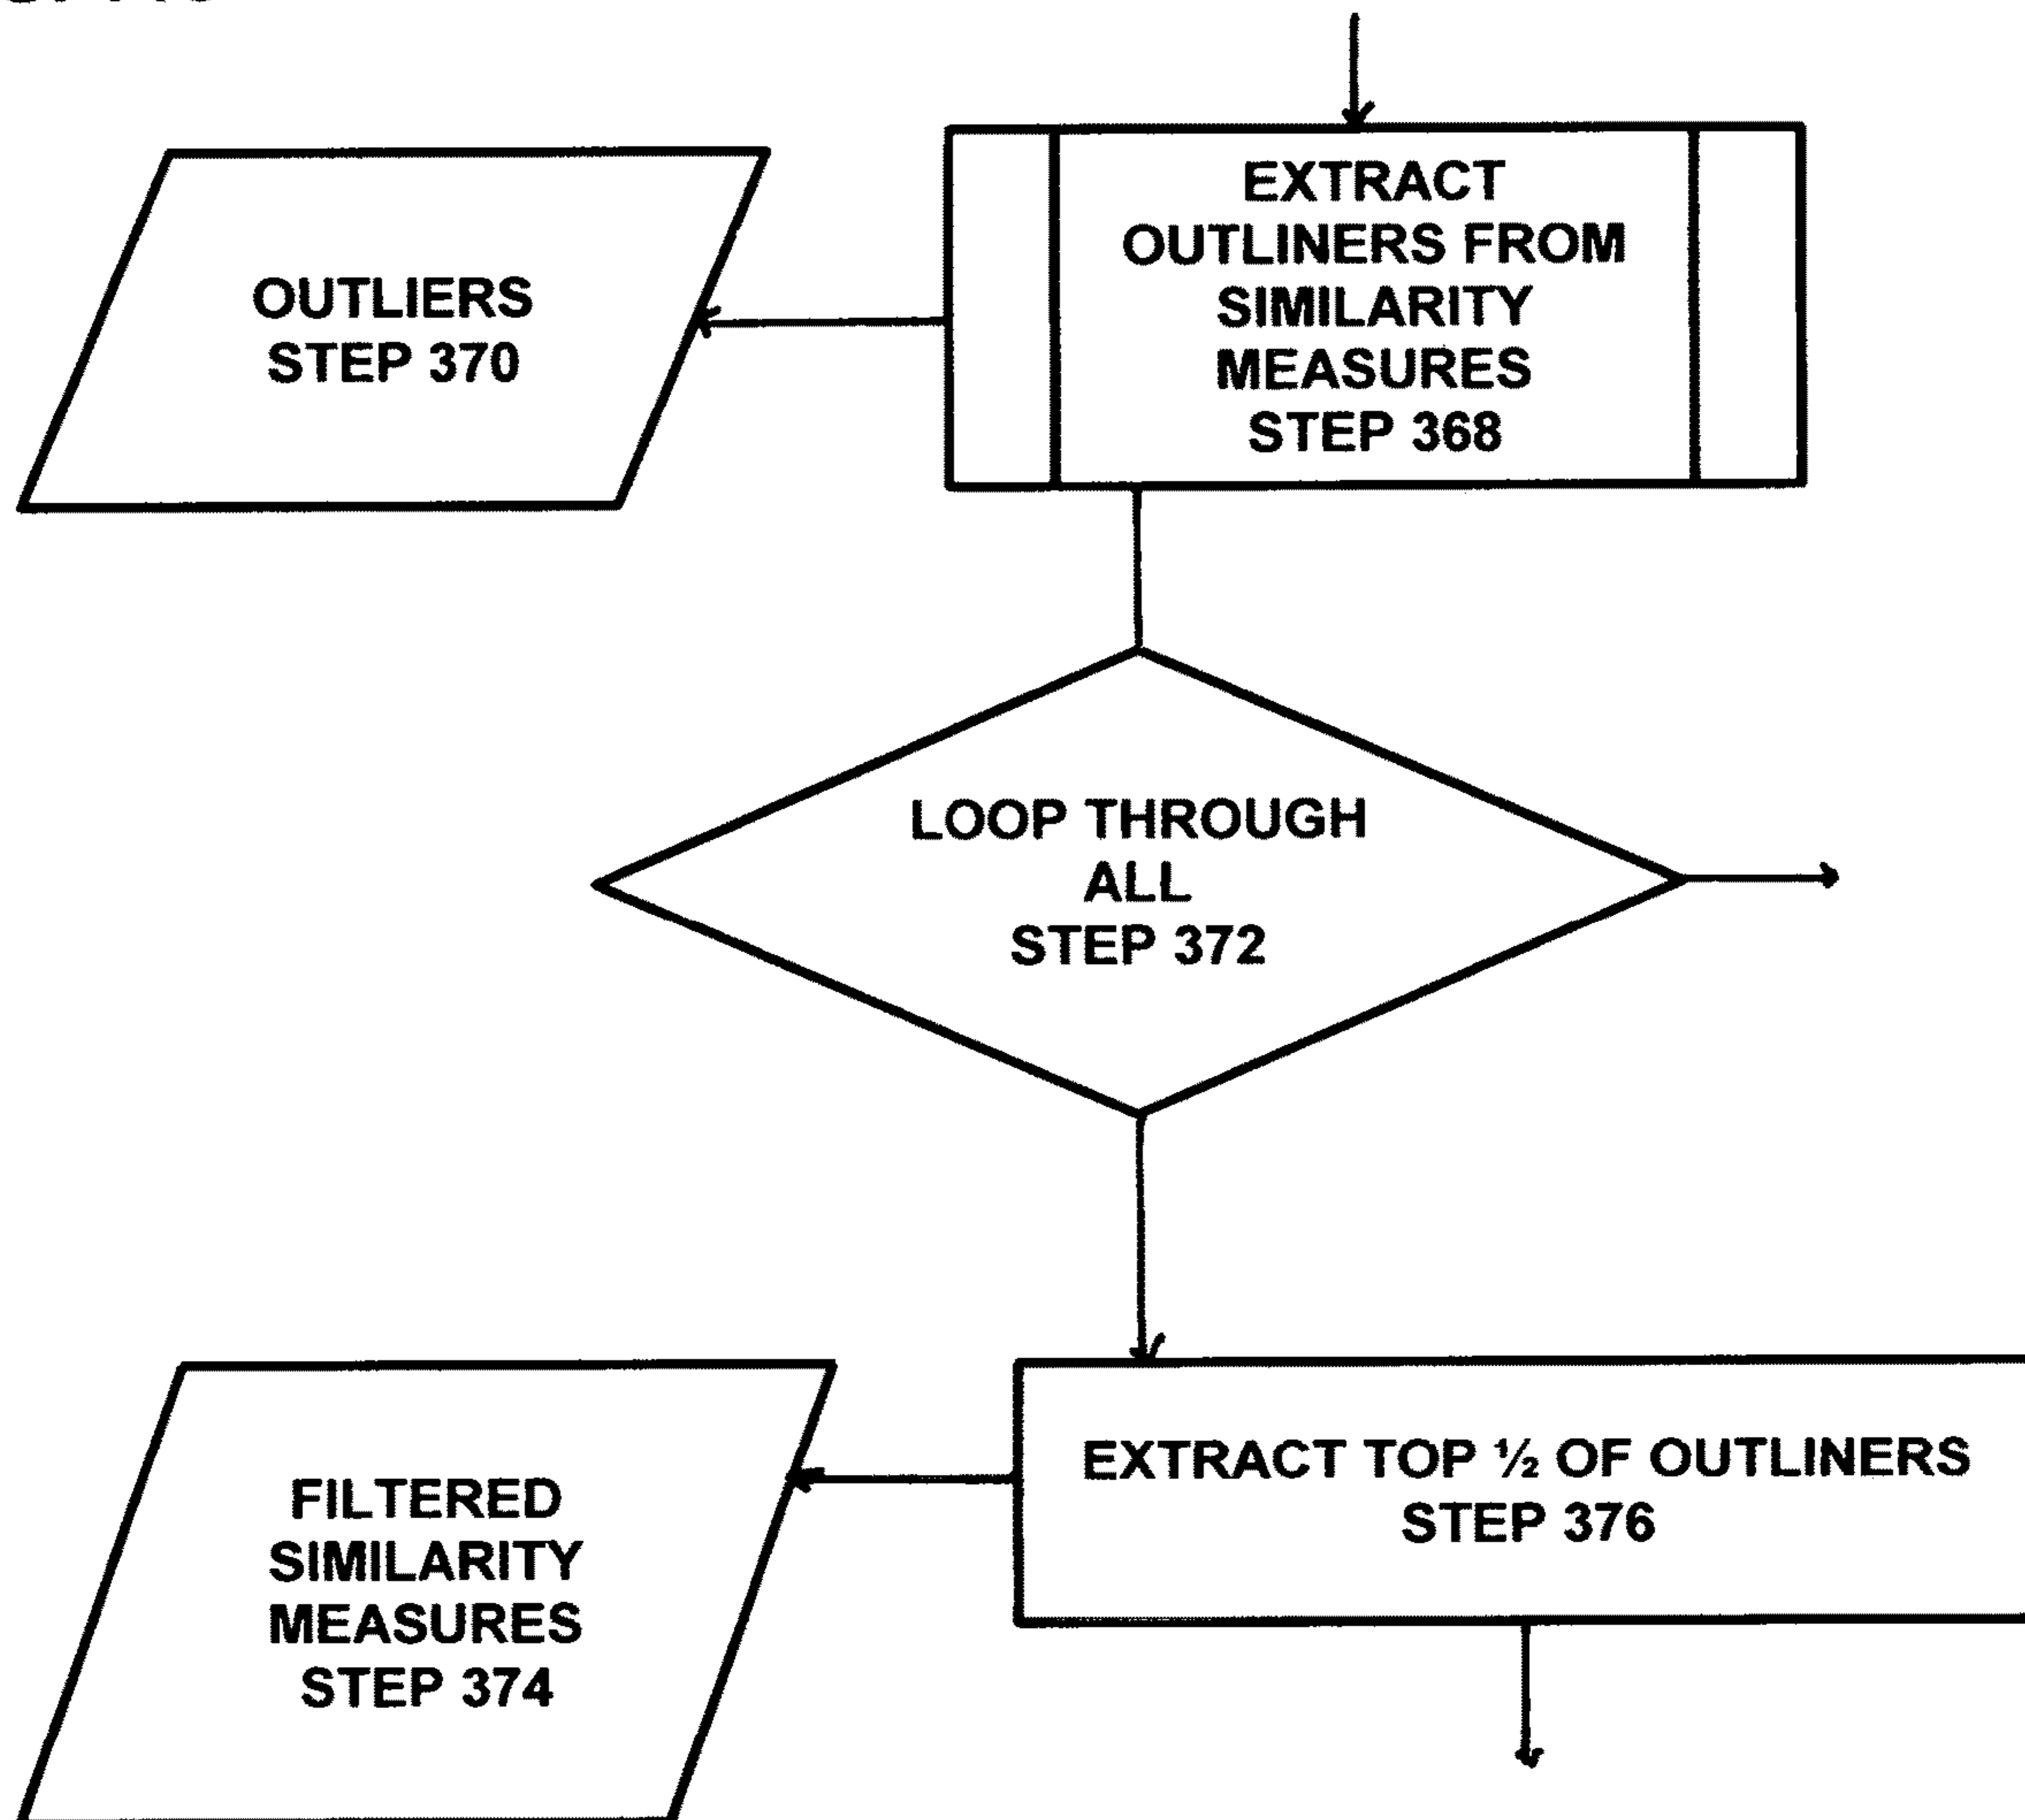 EXTRACT
OUTLINERS FROM
SIMILARITY
MEASURES
STEP 368
OUTLIERS
STEP 370
LOOP THROUGH
ALL
STEP 372
EXTRACT TOP ½ OF OUTLINERS
STEP 376
FILTERED
SIMILARITY
MEASURES
STEP 374